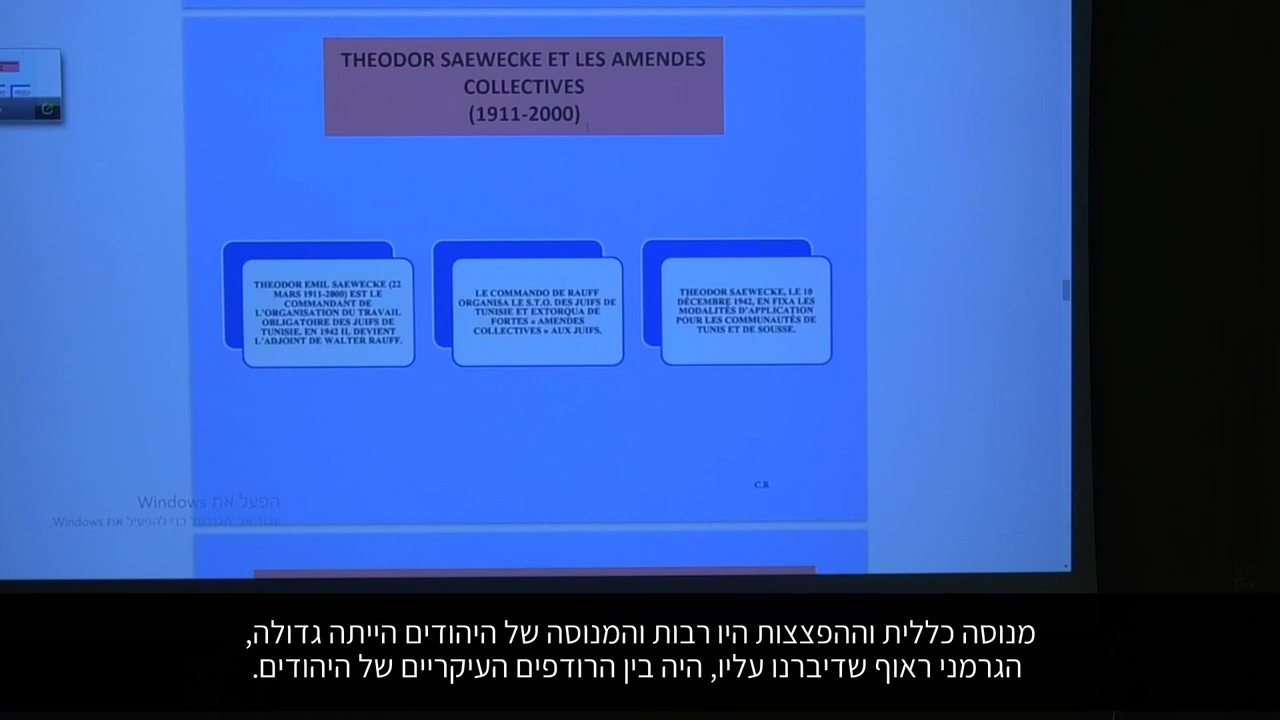 THEODOR SAEWECKE ET LES AMENDES
COLLECTIVES
(1911-2000)
THEODOR EMIL SAEWECKE (22
MARS 1911-2000) EST LE
COMMANDANT DE
L'ORGANISATION DU TRAVAIL
OBLIGATOIRE DES JUIFS DE
TUNISIE, EN 1942 IL DEVIENT
L'ADJOINT DE WALTER RAUFF.
LE COMMANDO DE RAUFF
ORGANISA LE S.T.O. DES JUIFS DE
TUNISIE ET EXTORQUA DE
FORTES « AMENDES
COLLECTIVES » AUX JUIFS.
THEODOR SAEWECKE, LE 10
DÉCEMBRE 1942, EN FIXA LES
MODALITÉS D'APPLICATION
POUR LES COMMUNAUTÉS DE
TUNIS ET DE SOUSSE.
C.R
הפעל את Windows
כדי להפעיל את Windows
מנוסה כללית וההפצצות היו רבות והמנוסה של היהודים הייתה גדולה,
הגרמני ראוף שדיברנו עליו, היה בין הרודפים העיקריים של היהודים.